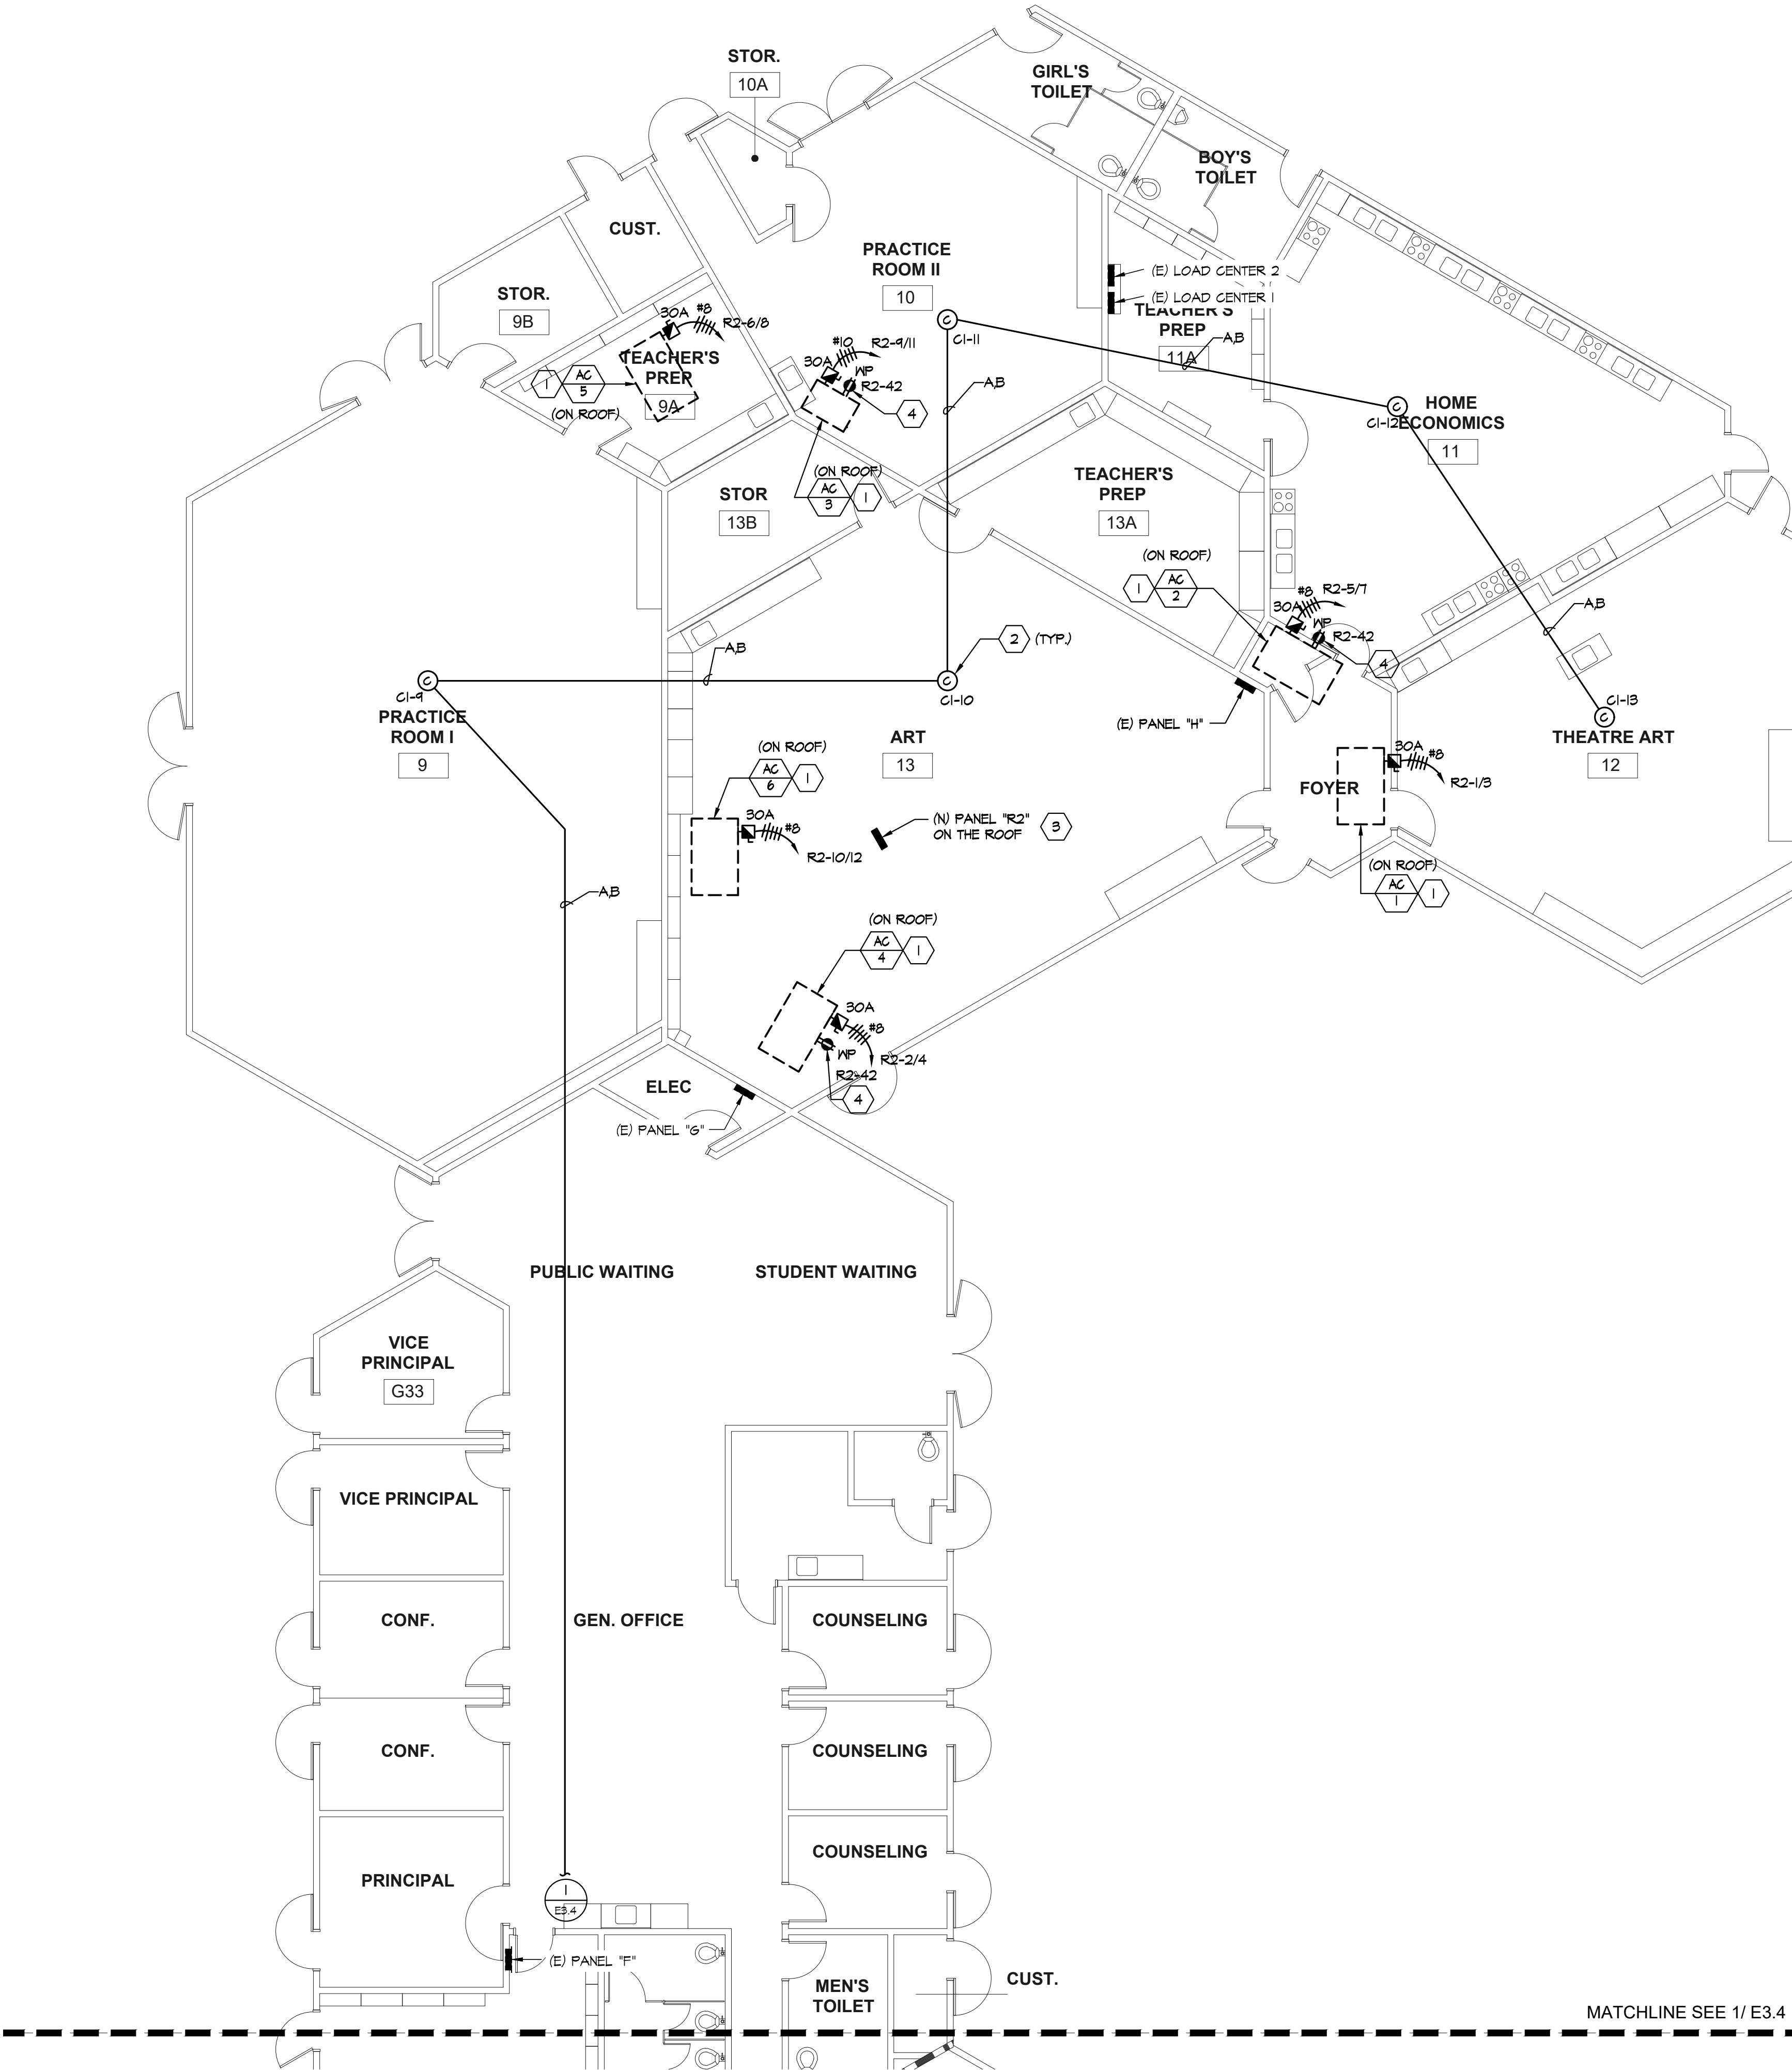 STOR.
10A
GIRL'S
TOILET
BOY'S
TOILET
CUST.
PRACTICE
ROOM II
10
(E) LOAD CENTER 2
(E) LOAD CENTER 1
TEACHER'S
PREP
11A
STOR.
9B
30A
#8
R2-6/8
TEACHER'S
PREP
9A
1
AC
5
(ON ROOF)
#10
R2-9/11
30A
WP
R2-42
4
C1-11
A,B
A,B
C
C
C1-12
HOME
ECONOMICS
11
(ON ROOF)
AC
3
1
STOR
13B
TEACHER'S
PREP
13A
(ON ROOF)
1
AC
2
#8
R2-5/7
30A
WP
R2-42
4
A,B
2
(TYP.)
A,B
C
C1-9
C
C1-10
C1-13
C
PRACTICE
ROOM I
9
(E) PANEL "H"
ART
13
THEATRE ART
12
(ON ROOF)
AC
6
1
30A
#8
R2-10/12
(N) PANEL "R2"
ON THE ROOF
3
FOYER
30A
#8
R2-1/3
(ON ROOF)
AC
1
1
A,B
(ON ROOF)
AC
4
1
30A
#8
WP
R2-2/4
R2-42
4
ELEC
(E) PANEL "G"
PUBLIC WAITING
STUDENT WAITING
VICE
PRINCIPAL
G33
VICE PRINCIPAL
CONF.
GEN. OFFICE
COUNSELING
CONF.
COUNSELING
COUNSELING
PRINCIPAL
1
E3.4
(E) PANEL "F"
MEN'S
TOILET
CUST.
MATCHLINE SEE 1/ E3.4